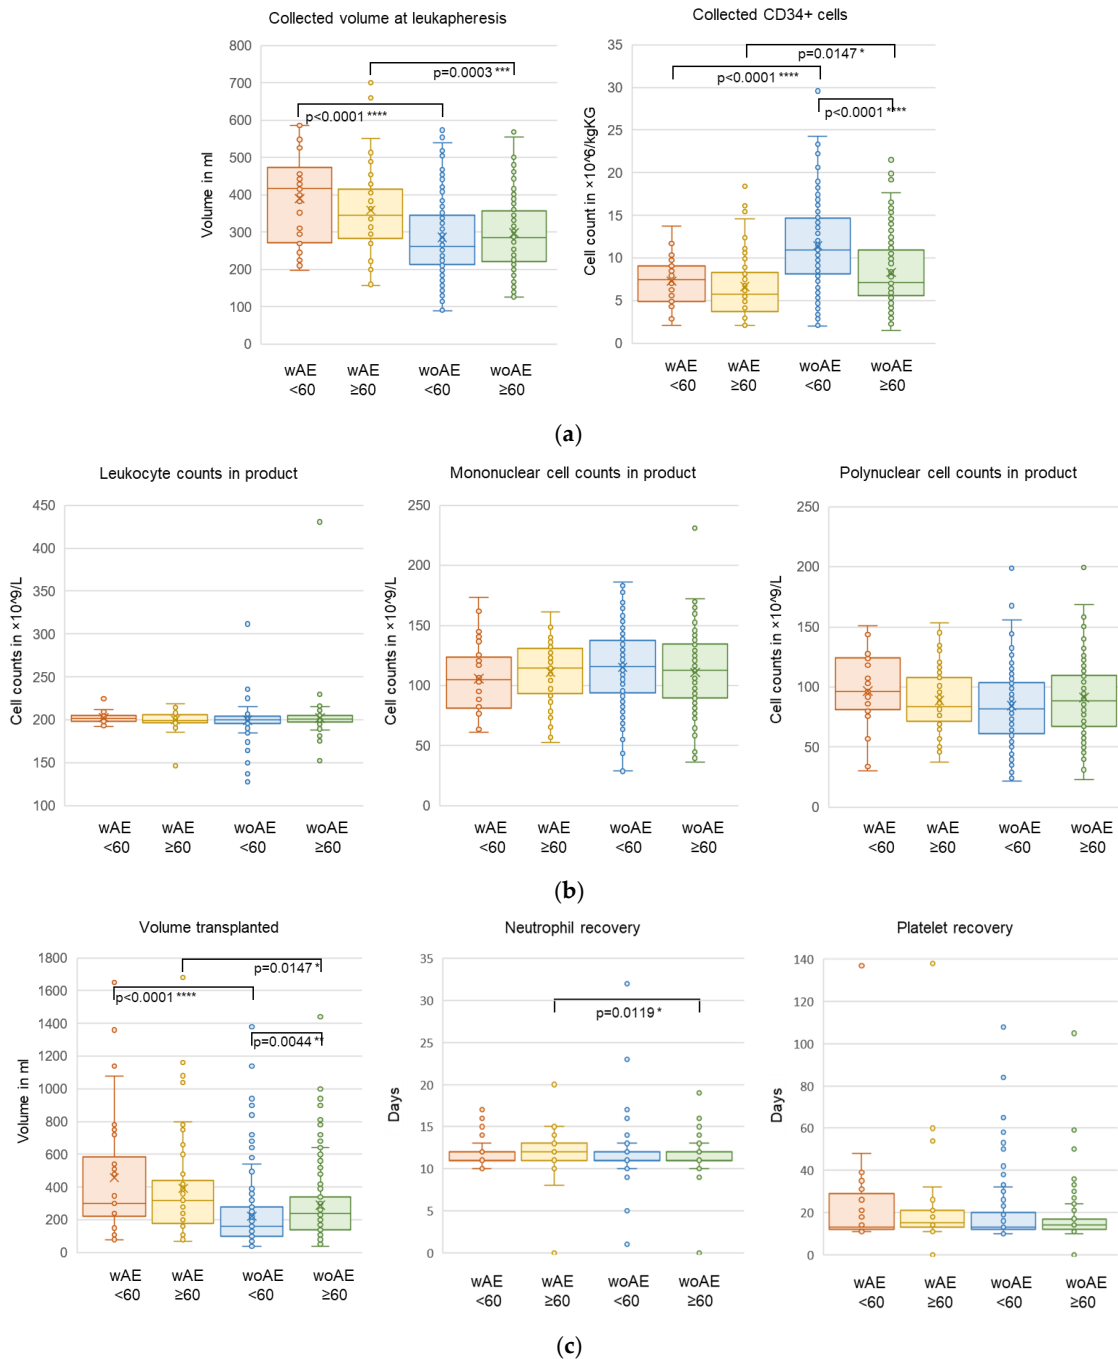 Collected volume at leukapheresis
Volume in ml
800
700
600
500
400
300
200
100
0
p=0.0003 ***
p<0.0001 ****
wAE wAE woAE woAE
<60 ≥60 <60 ≥60
Collected CD34+ cells
Cell count in ×10^6/kgKG
35
30
25
20
15
10
5
0
p=0.0147 *
p<0.0001 ****
p<0.0001 ****
wAE wAE woAE woAE
<60 ≥60 <60 ≥60
(a)
Leukocyte counts in product
Cell counts in ×10^9/L
450
400
350
300
250
200
150
100
wAE wAE woAE woAE
<60 ≥60 <60 ≥60
Mononuclear cell counts in product
Cell counts in ×10^9/L
250
200
150
100
50
0
wAE wAE woAE woAE
<60 ≥60 <60 ≥60
Polynuclear cell counts in product
Cell counts in ×10^9/L
250
200
150
100
50
0
wAE wAE woAE woAE
<60 ≥60 <60 ≥60
(b)
Volume transplanted
Volume in ml
1800
1600
1400
1200
1000
800
600
400
200
0
p=0.0147 *
p<0.0001 ****
p=0.0044 **
wAE wAE woAE woAE
<60 ≥60 <60 ≥60
Neutrophil recovery
Days
35
30
25
20
15
10
5
0
p=0.0119 *
wAE wAE woAE woAE
<60 ≥60 <60 ≥60
Platelet recovery
Days
140
120
100
80
60
40
20
0
wAE wAE woAE woAE
<60 ≥60 <60 ≥60
(c)